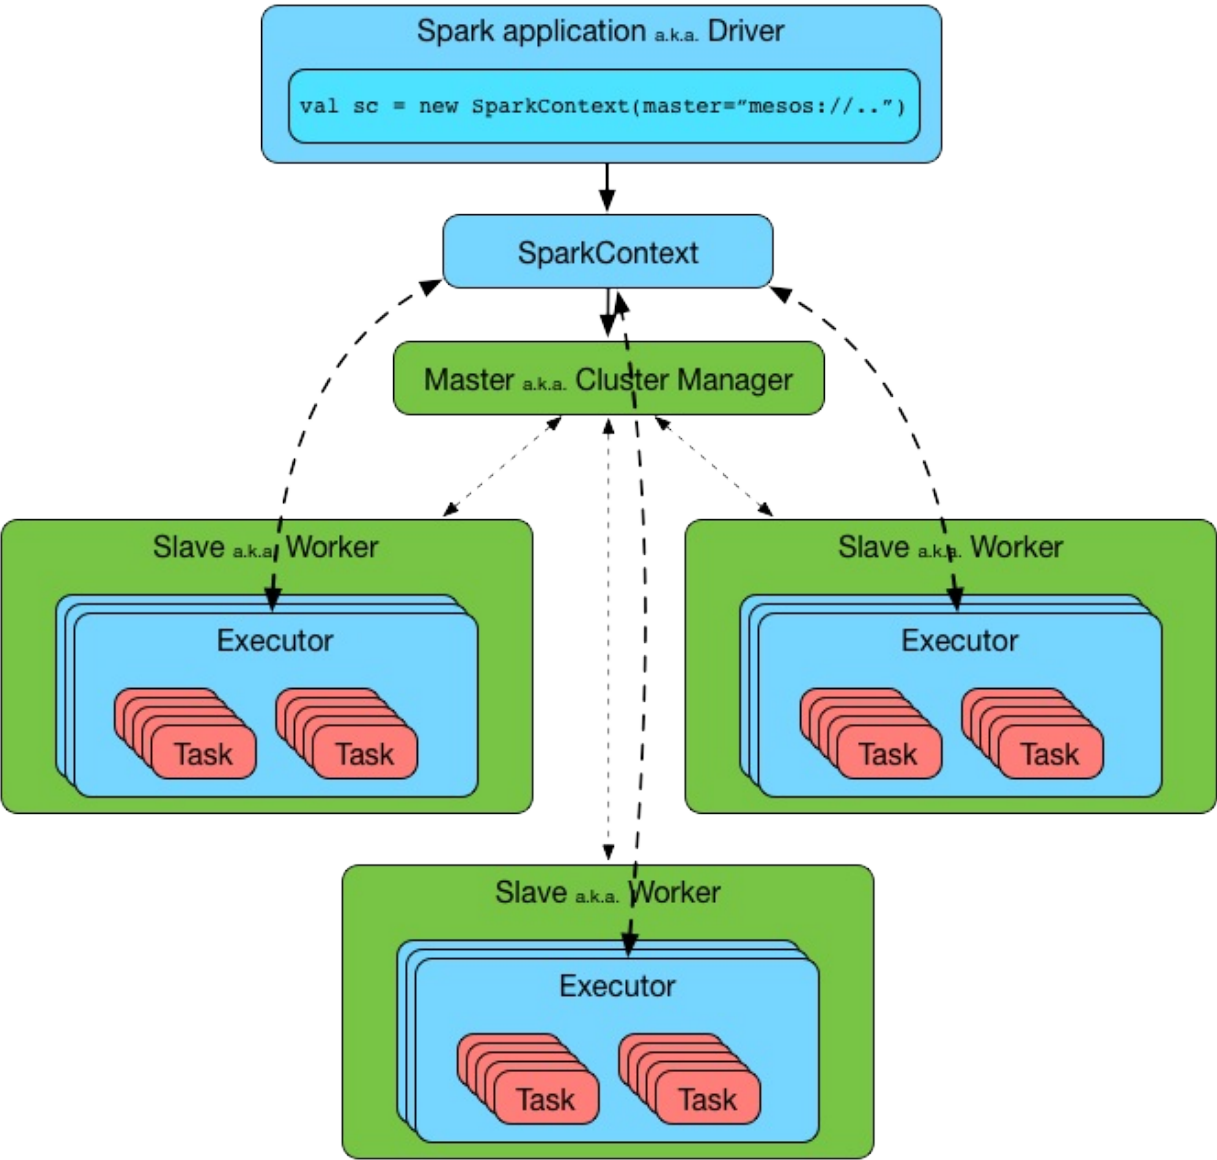 Spark application a.k.a. Driver
val sc = new SparkContext(master=”mesos://..”)
SparkContext
Master a.k.a. Cluster Manager
Slave a.k.a. Worker
Executor
Task
Task
Slave a.k.a. Worker
Executor
Task
Task
Slave a.k.a. Worker
Executor
Task
Task